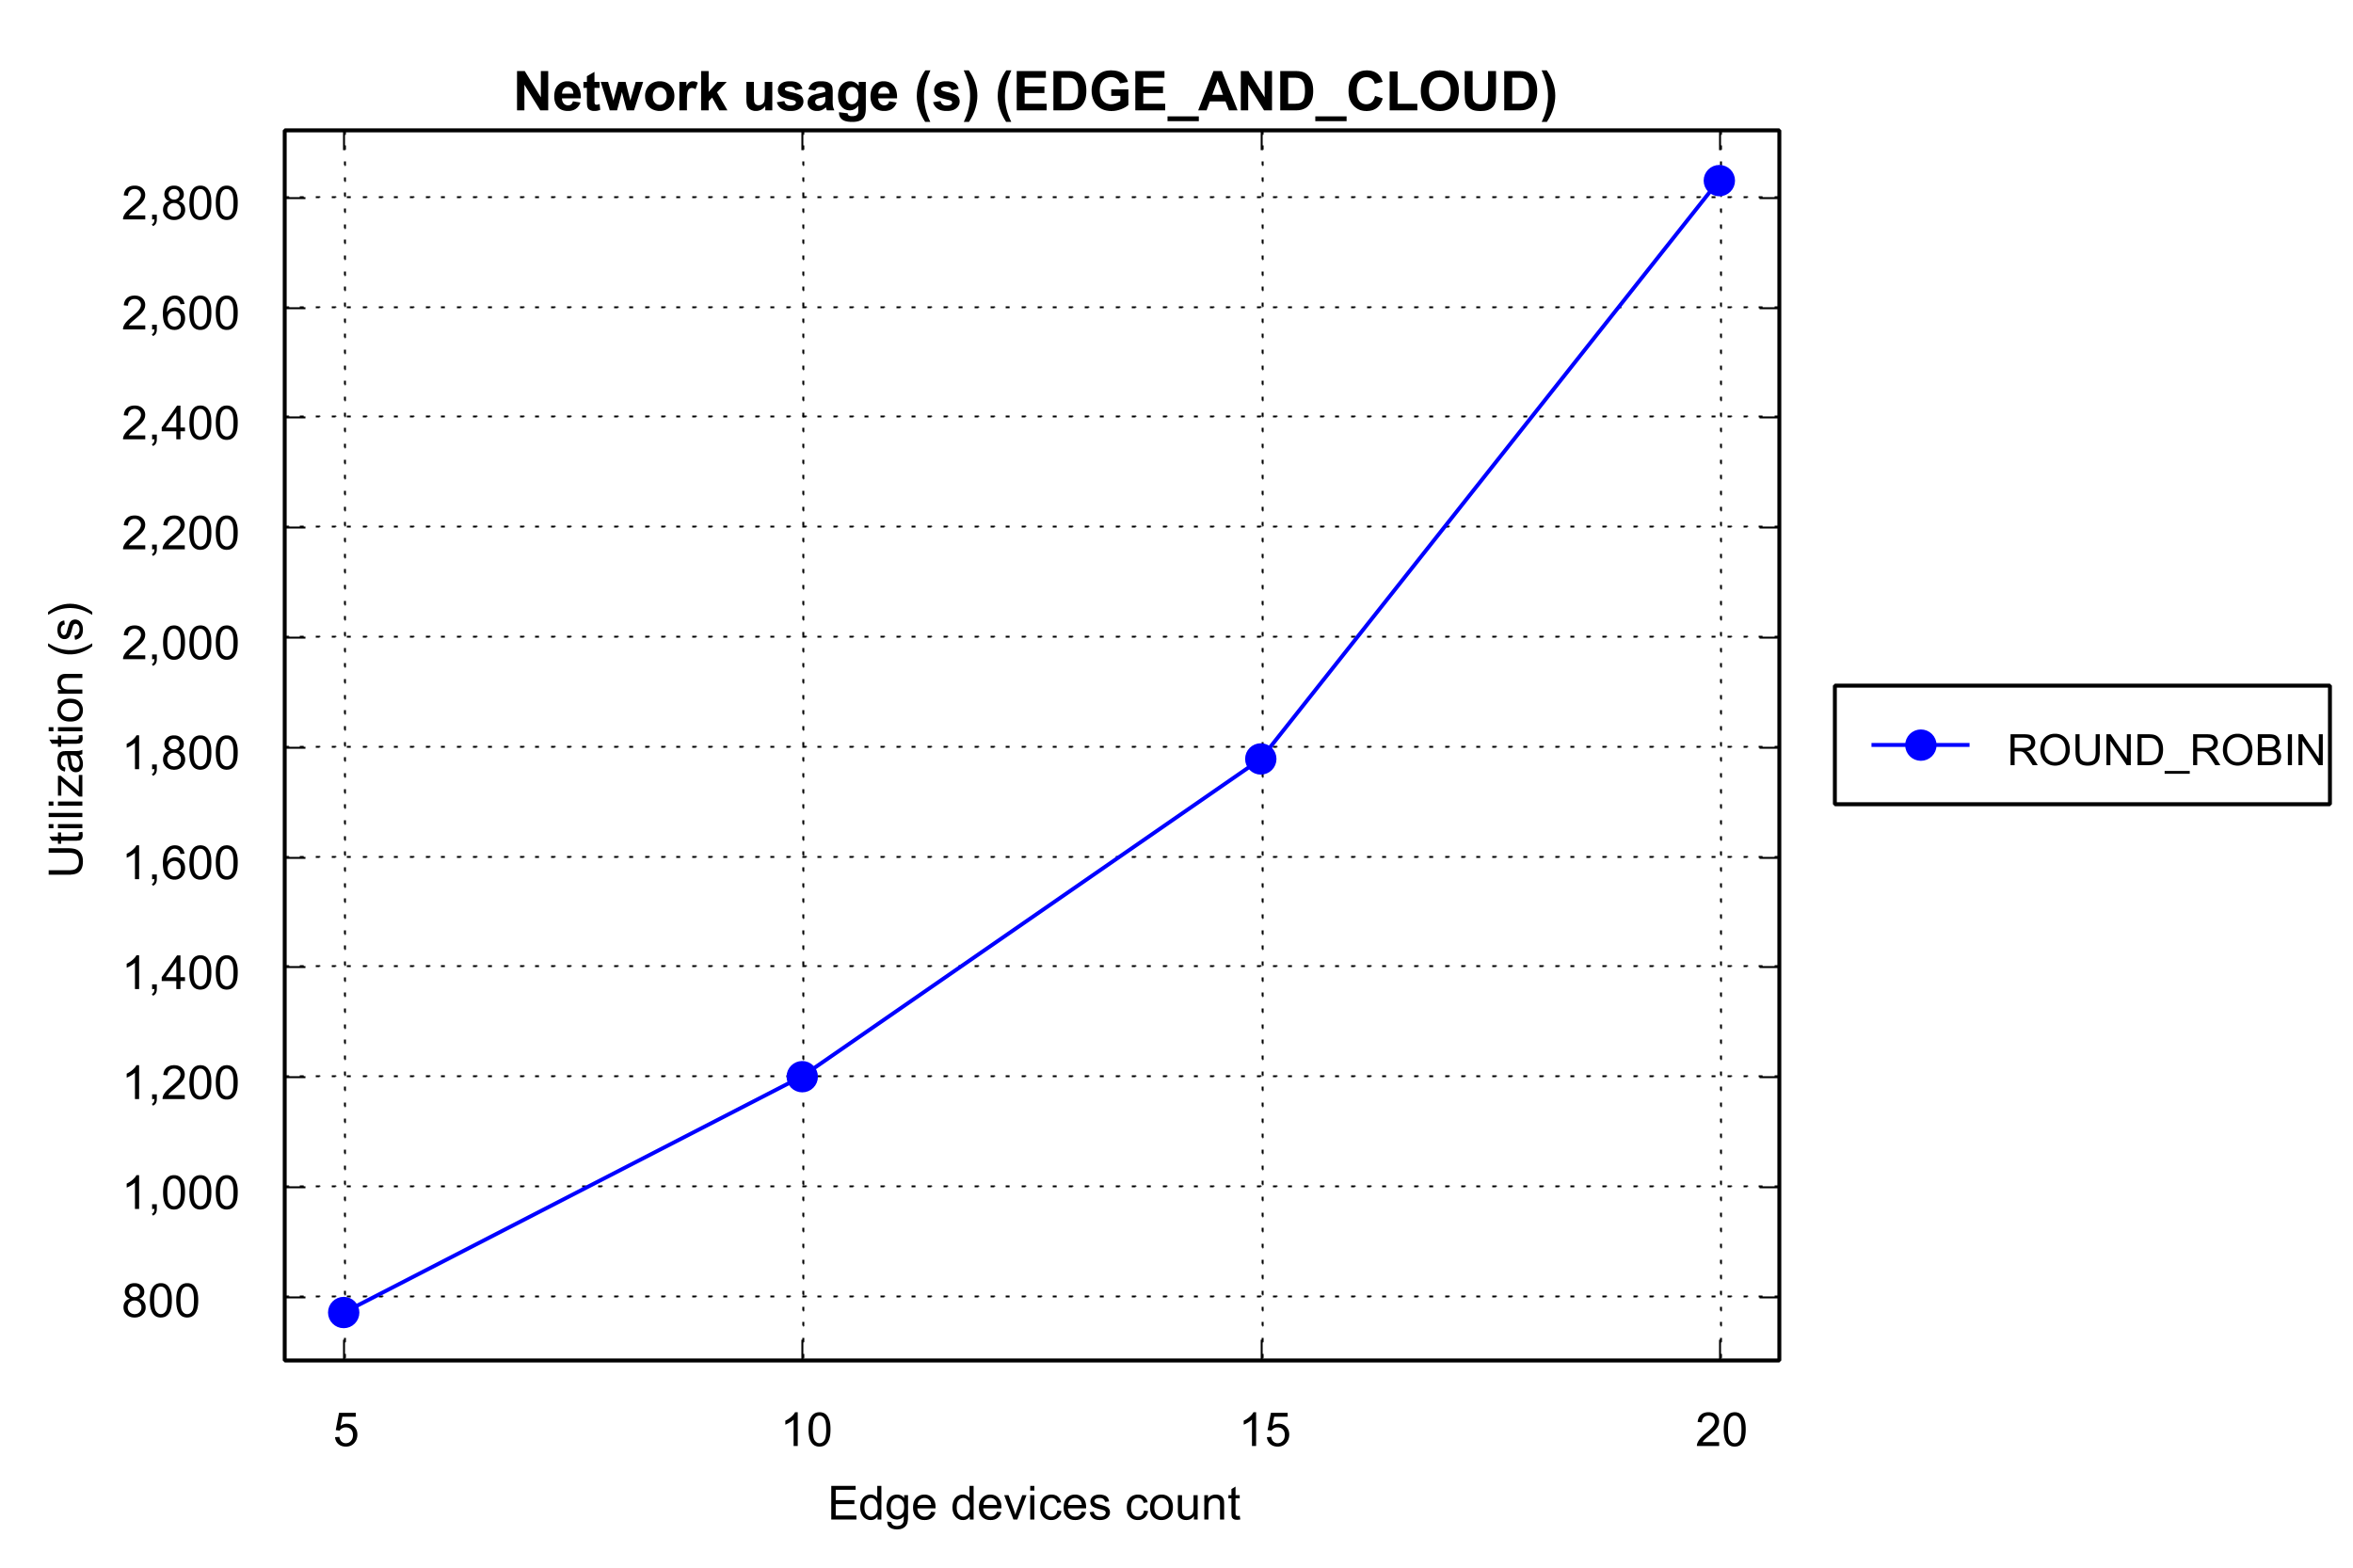 Network usage (s) (EDGE_AND_CLOUD)
2,800
2,600
2,400
2,200
2,000
1,800
1,600
1,400
1,200
1,000
800
Utilization (s)
5 10 15 20
Edge devices count
ROUND_ROBIN